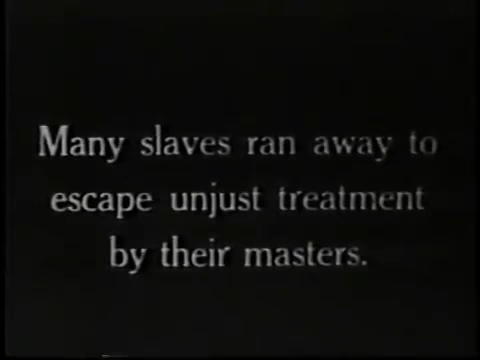 Many slaves ran away to
escape unjust treatment
by their masters.